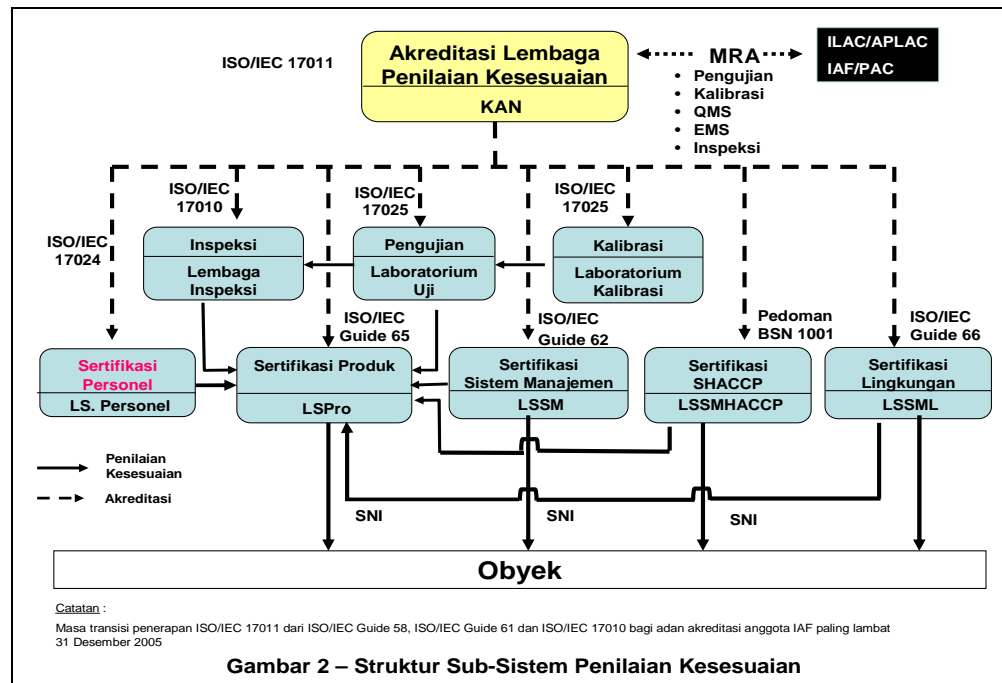 ISO/IEC 17011
Akreditasi Lembaga
Penilaian Kesesuaian
KAN
MRA
• Pengujian
• Kalibrasi
• QMS
• EMS
• Inspeksi
ILAC/APLAC
IAF/PAC
ISO/IEC
17024
ISO/IEC
17010
ISO/IEC
17025
ISO/IEC
17025
Inspeksi
Lembaga
Inspeksi
Pengujian
Laboratorium
Uji
Kalibrasi
Laboratorium
Kalibrasi
ISO/IEC
Guide 65
ISO/IEC
Guide 62
Pedoman
BSN 1001
ISO/IEC
Guide 66
Sertifikasi
Personel
LS. Personel
Sertifikasi Produk
LSPro
Sertifikasi
Sistem Manajemen
LSSM
Sertifikasi
SHACCP
LSSMHACCP
Sertifikasi
Lingkungan
LSSML
Penilaian
Kesesuaian
Akreditasi
SNI
SNI
Obyek
Catatan :
Masa transisi penerapan ISO/IEC 17011 dari ISO/IEC Guide 58, ISO/IEC Guide 61 dan ISO/IEC 17010 bagi adan akreditasi anggota IAF paling lambat
31 Desember 2005
Gambar 2 – Struktur Sub-Sistem Penilaian Kesesuaian